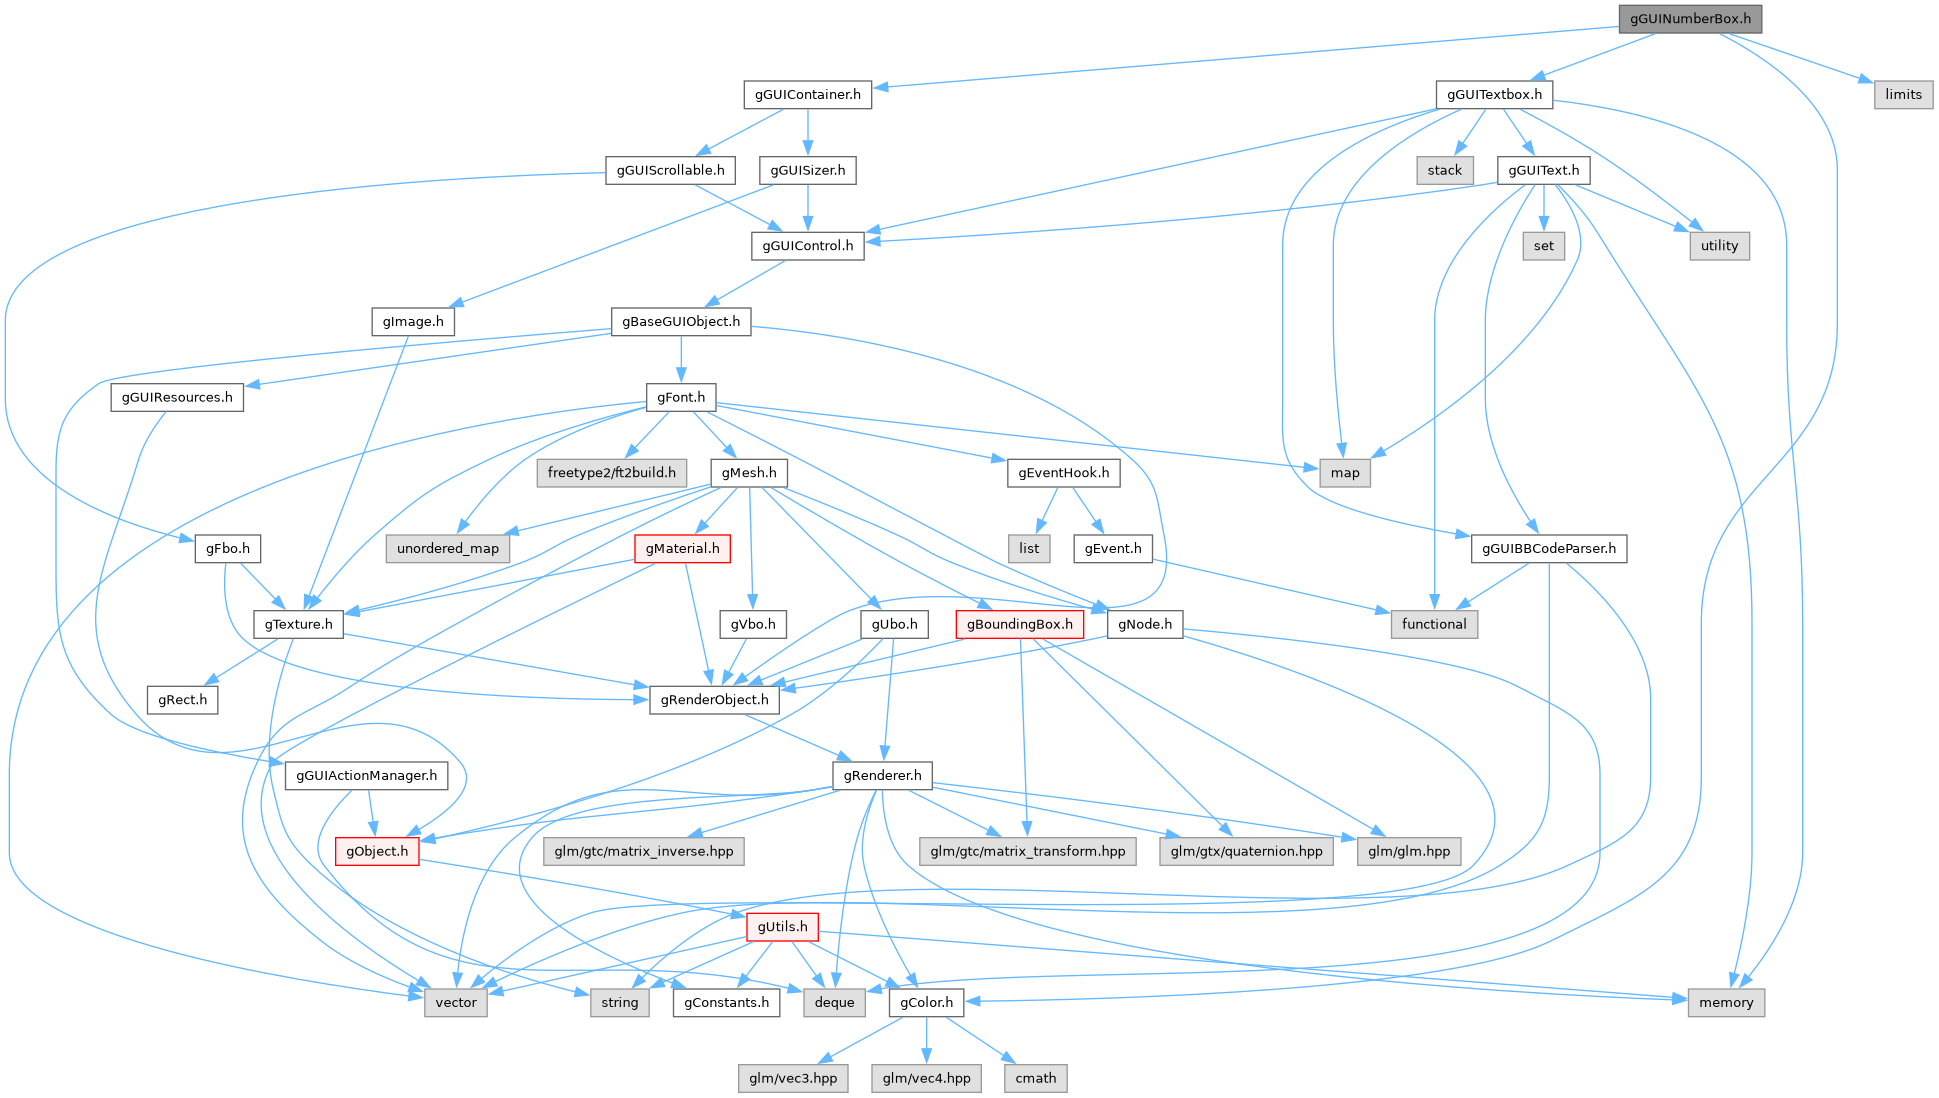 gGUINumberBox.h
gGUIContainer.h
gGUITextbox.h
limits
gGUIScrollable.h
gGUISizer.h
stack
gGUIText.h
gGUIControl.h
set
utility
gImage.h
gBaseGUIObject.h
gGUIResources.h
gFont.h
freetype2/ft2build.h
gMesh.h
gEventHook.h
map
gFbo.h
unordered_map
gMaterial.h
list
gEvent.h
gGUIBBCodeParser.h
gTexture.h
gVbo.h
gUbo.h
gBoundingBox.h
gNode.h
functional
gRect.h
gRenderObject.h
gGUIActionManager.h
gRenderer.h
gObject.h
glm/gtc/matrix_inverse.hpp
glm/gtc/matrix_transform.hpp
glm/gtx/quaternion.hpp
glm/glm.hpp
gUtils.h
vector
string
gConstants.h
deque
gColor.h
memory
glm/vec3.hpp
glm/vec4.hpp
cmath